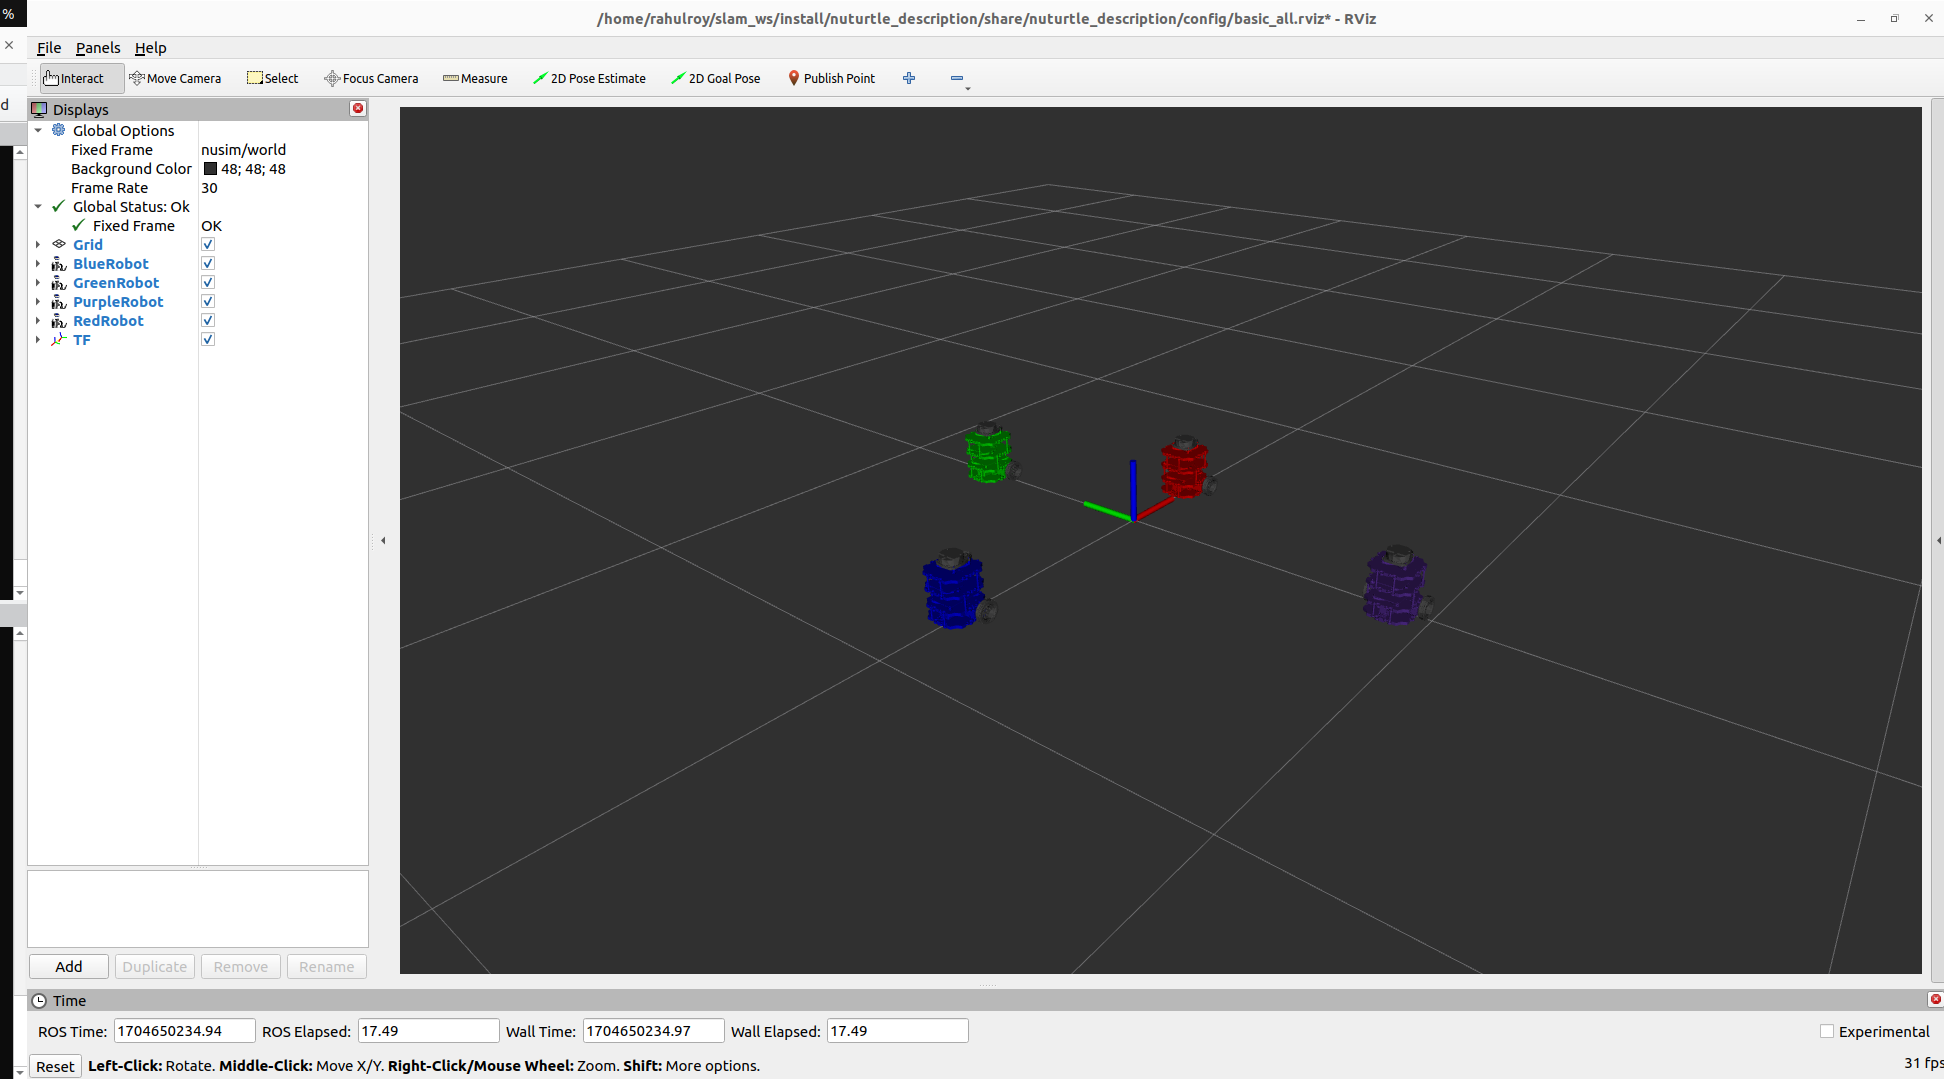 %
/home/rahulroy/slam_ws/install/nuturtle_description/share/nuturtle_description/config/basic_all.rviz* - RViz
File Panels Help
d
Interact Move Camera Select Focus Camera Measure 2D Pose Estimate 2D Goal Pose Publish Point
Displays
Global Options
Fixed Frame nusim/world
Background Color 48; 48; 48
Frame Rate 30
Global Status: Ok
Fixed Frame OK
Grid
BlueRobot
GreenRobot
PurpleRobot
RedRobot
TF
Add Duplicate Remove Rename
Time
ROS Time: 1704650234.94 ROS Elapsed: 17.49 Wall Time: 1704650234.97 Wall Elapsed: 17.49 Experimental
Reset Left-Click: Rotate. Middle-Click: Move X/Y. Right-Click/Mouse Wheel: Zoom. Shift: More options. 31 fps